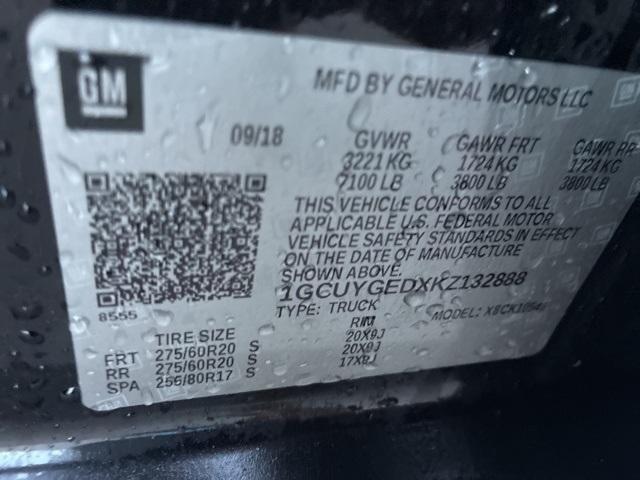 GM
MFD BY GENERAL MOTORS LLC
09/18 GVWR GAWR FRT GAWR RR
3221 KG 1724 KG 1724 KG
7100 LB 3800 LB 3800 LB
THIS VEHICLE CONFORMS TO ALL
APPLICABLE U.S. FEDERAL MOTOR
VEHICLE SAFETY STANDARDS IN EFFECT
ON THE DATE OF MANUFACTURE
SHOWN ABOVE.
1GCUYGEDXKZ132888
8555 TYPE: TRUCK MODEL:
TIRE SIZE RIM
FRT 275/60R20 S 20X9J
RR 275/60R20 S 20X9J
SPA 255/80R17 S